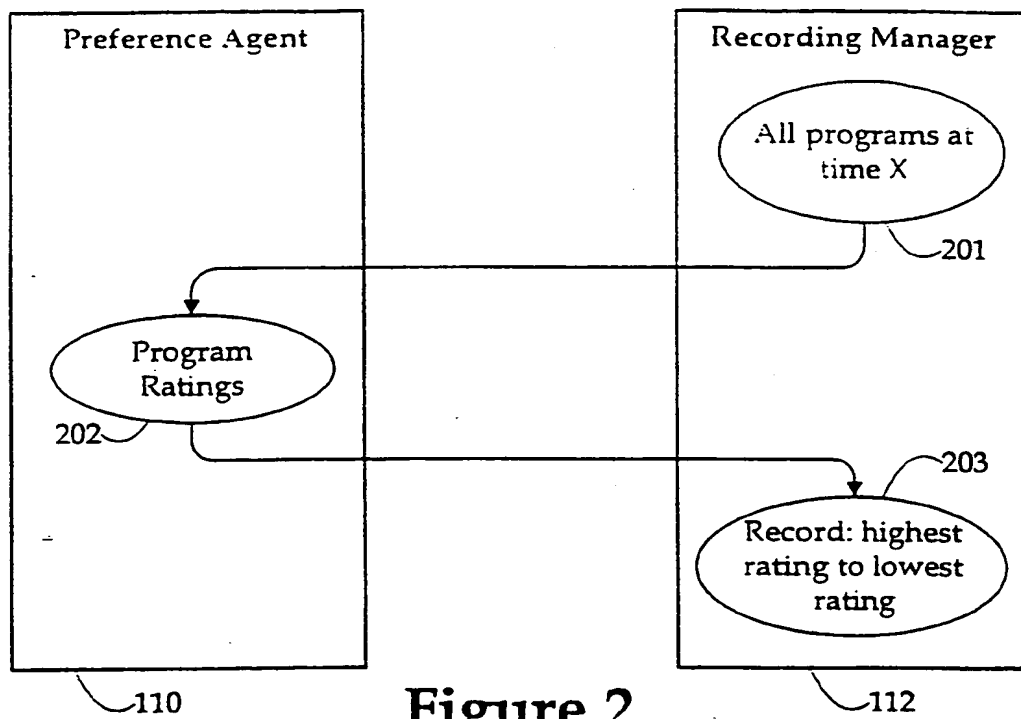 Preference Agent
Recording Manager
All programs at
time X
201
Program
Ratings
202
203
Record: highest
rating to lowest
rating
110
112
Figure 2